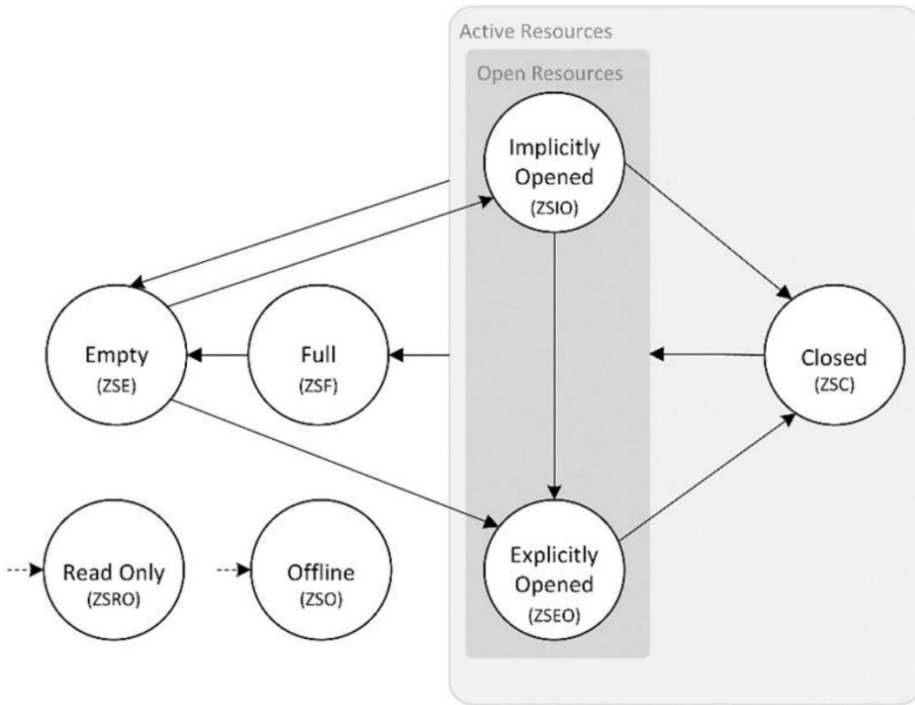 Active Resources
Open Resources
Implicitly
Opened
(ZSIO)
Empty
(ZSE)
Full
(ZSF)
Closed
(ZSC)
Read Only
(ZSRO)
Offline
(ZSO)
Explicitly
Opened
(ZSEO)